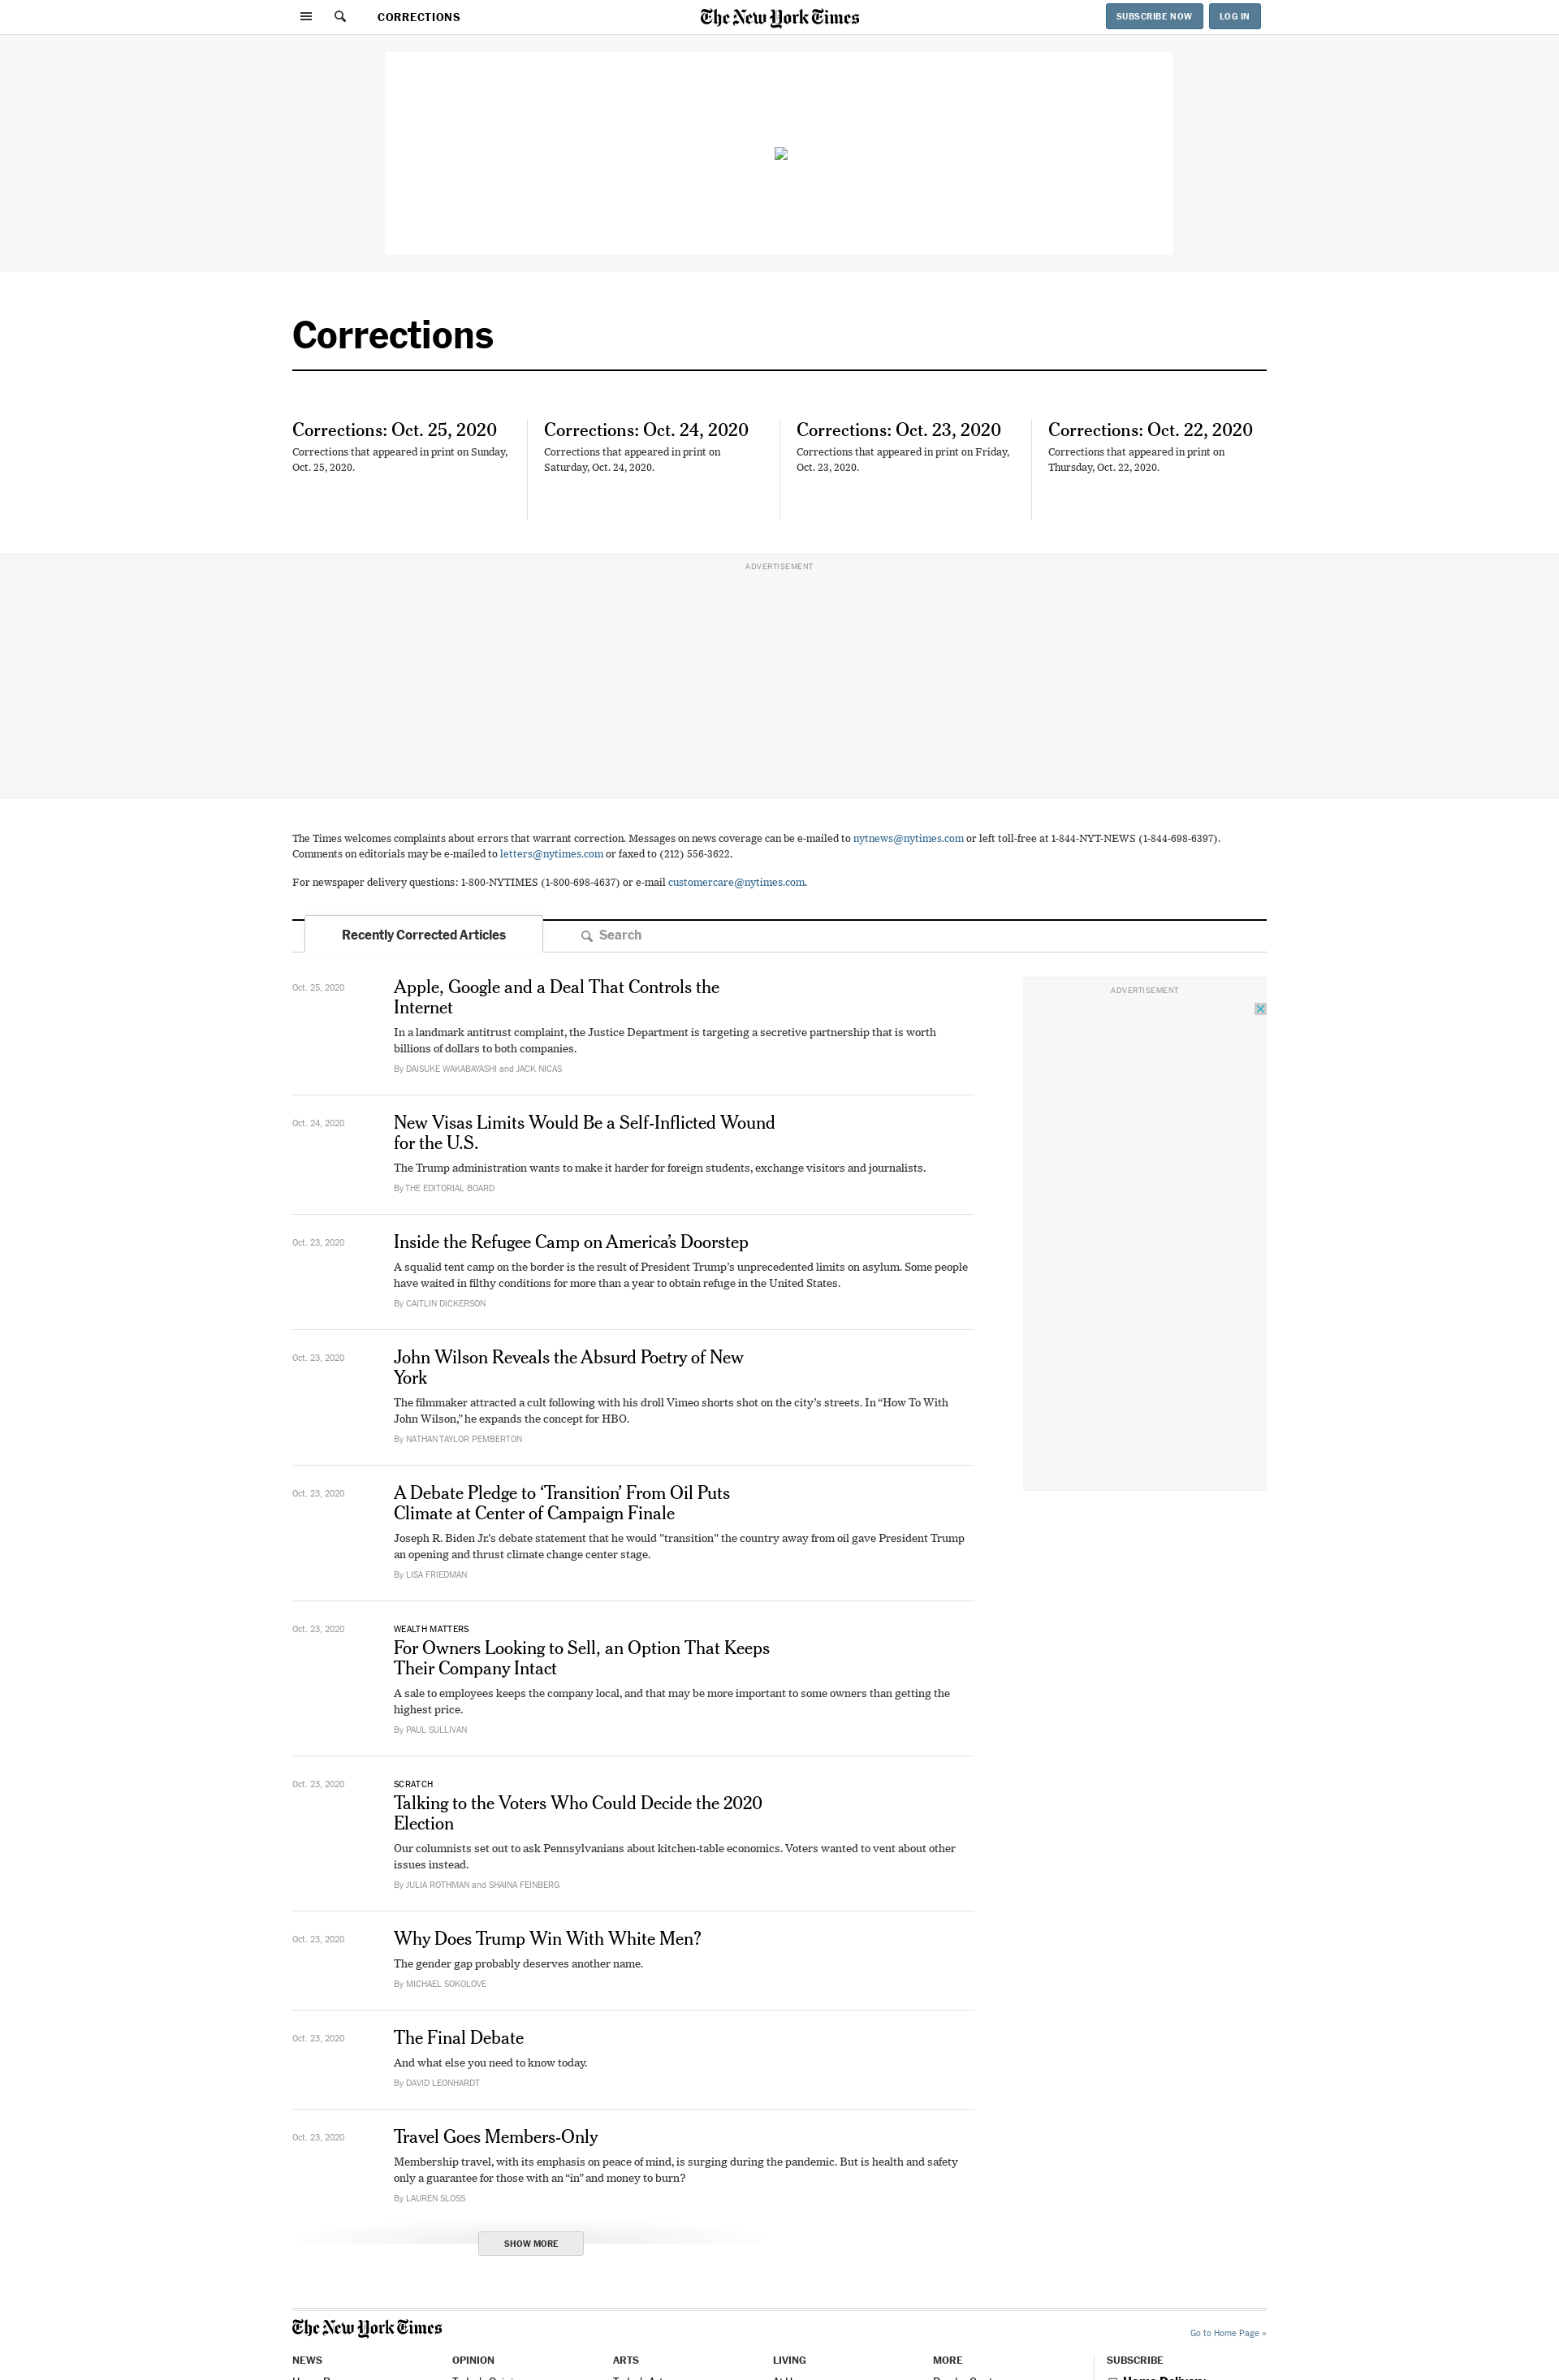 CORRECTIONS
The New York Times
SUBSCRIBE NOW
LOG IN
Corrections
Corrections: Oct. 25, 2020
Corrections that appeared in print on Sunday,
Oct. 25, 2020.
Corrections: Oct. 24, 2020
Corrections that appeared in print on
Saturday, Oct. 24, 2020.
Corrections: Oct. 23, 2020
Corrections that appeared in print on Friday,
Oct. 23, 2020.
Corrections: Oct. 22, 2020
Corrections that appeared in print on
Thursday, Oct. 22, 2020.
ADVERTISEMENT
The Times welcomes complaints about errors that warrant correction. Messages on news coverage can be e-mailed to nytnews@nytimes.com or left toll-free at 1-844-NYT-NEWS (1-844-698-6397).
Comments on editorials may be e-mailed to letters@nytimes.com or faxed to (212) 556-3622.
For newspaper delivery questions: 1-800-NYTIMES (1-800-698-4637) or e-mail customercare@nytimes.com.
Recently Corrected Articles
Search
Oct. 25, 2020
Apple, Google and a Deal That Controls the
Internet
In a landmark antitrust complaint, the Justice Department is targeting a secretive partnership that is worth
billions of dollars to both companies.
By DAISUKE WAKABAYASHI and JACK NICAS
ADVERTISEMENT
Oct. 24, 2020
New Visas Limits Would Be a Self-Inflicted Wound
for the U.S.
The Trump administration wants to make it harder for foreign students, exchange visitors and journalists.
By THE EDITORIAL BOARD
Oct. 23, 2020
Inside the Refugee Camp on America’s Doorstep
A squalid tent camp on the border is the result of President Trump’s unprecedented limits on asylum. Some people
have waited in filthy conditions for more than a year to obtain refuge in the United States.
By CAITLIN DICKERSON
Oct. 23, 2020
John Wilson Reveals the Absurd Poetry of New
York
The filmmaker attracted a cult following with his droll Vimeo shorts shot on the city’s streets. In “How To With
John Wilson,” he expands the concept for HBO.
By NATHAN TAYLOR PEMBERTON
Oct. 23, 2020
A Debate Pledge to ‘Transition’ From Oil Puts
Climate at Center of Campaign Finale
Joseph R. Biden Jr.’s debate statement that he would "transition" the country away from oil gave President Trump
an opening and thrust climate change center stage.
By LISA FRIEDMAN
Oct. 23, 2020
WEALTH MATTERS
For Owners Looking to Sell, an Option That Keeps
Their Company Intact
A sale to employees keeps the company local, and that may be more important to some owners than getting the
highest price.
By PAUL SULLIVAN
Oct. 23, 2020
SCRATCH
Talking to the Voters Who Could Decide the 2020
Election
Our columnists set out to ask Pennsylvanians about kitchen-table economics. Voters wanted to vent about other
issues instead.
By JULIA ROTHMAN and SHAINA FEINBERG
Oct. 23, 2020
Why Does Trump Win With White Men?
The gender gap probably deserves another name.
By MICHAEL SOKOLOVE
Oct. 23, 2020
The Final Debate
And what else you need to know today.
By DAVID LEONHARDT
Oct. 23, 2020
Travel Goes Members-Only
Membership travel, with its emphasis on peace of mind, is surging during the pandemic. But is health and safety
only a guarantee for those with an “in” and money to burn?
By LAUREN SLOSS
SHOW MORE
The New York Times
Go to Home Page »
NEWS
OPINION
ARTS
LIVING
MORE
SUBSCRIBE
Home Delivery